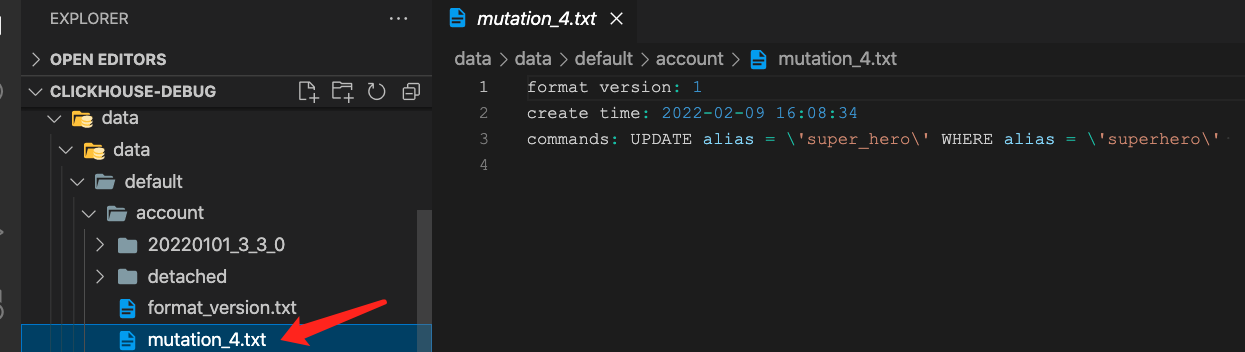 EXPLORER
OPEN EDITORS
CLICKHOUSE-DEBUG
data
data
default
account
20220101_3_3_0
detached
format_version.txt
mutation_4.txt
mutation_4.txt
data > data > default > account > mutation_4.txt
1 format version: 1
2 create time: 2022-02-09 16:08:34
3 commands: UPDATE alias = \'super_hero\' WHERE alias = \'superhero\'
4